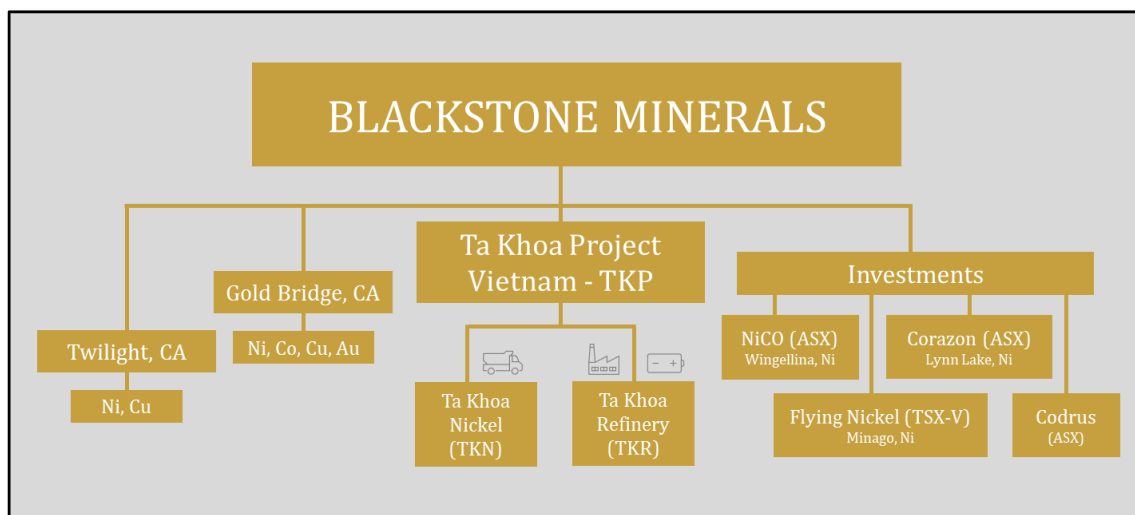 BLACKSTONE MINERALS
Ta Khoa Project
Vietnam - TKP
Investments
Gold Bridge, CA
Twilight, CA
Ni, Co, Cu, Au
Ni, Cu
NiCO (ASX)
Wingellina, Ni
Corazon (ASX)
Lynn Lake, Ni
Ta Khoa
Nickel
(TKN)
Ta Khoa
Refinery
(TKR)
Flying Nickel (TSX-V)
Minago, Ni
Codrus
(ASX)